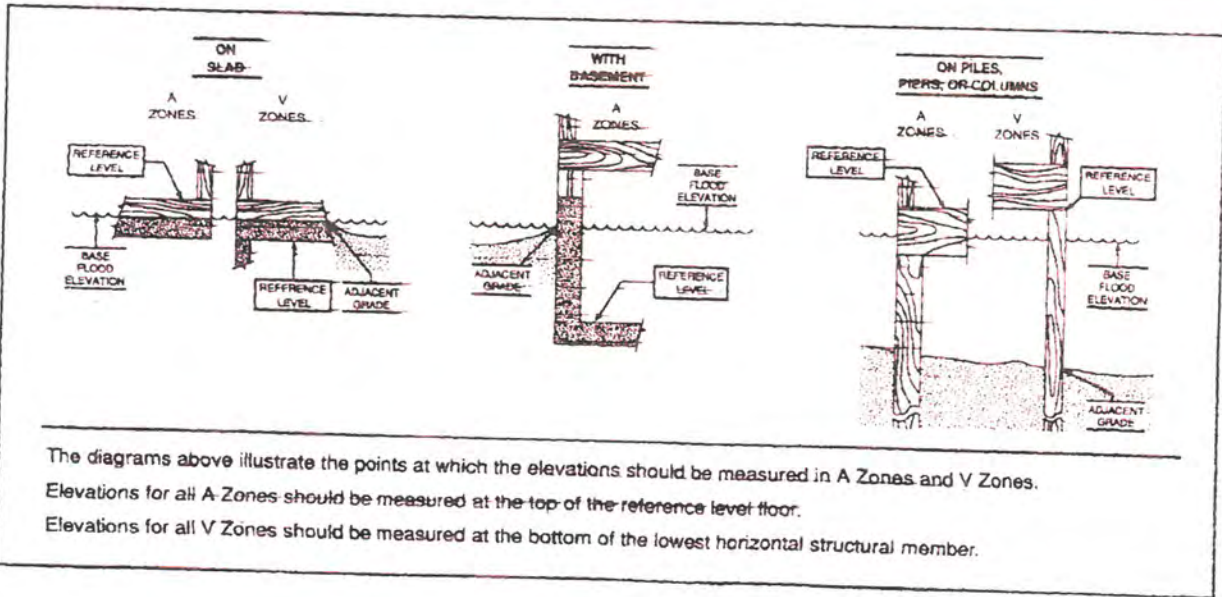 ON
SLAB
A
ZONES
V
ZONES
REFERENCE
LEVEL
BASE
FLOOD
ELEVATION
REFERENCE
LEVEL
ADJACENT
GRADE
WITH
BASEMENT
A
ZONES
BASE
FLOOD
ELEVATION
ADJACENT
GRADE
REFERENCE
LEVEL
ON PILES,
PIERS, OR COLUMNS
A
ZONES
V
ZONES
REFERENCE
LEVEL
REFERENCE
LEVEL
BASE
FLOOD
ELEVATION
ADJACENT
GRADE
The diagrams above illustrate the points at which the elevations should be measured in A Zones and V Zones.
Elevations for all A Zones should be measured at the top of the reference level floor.
Elevations for all V Zones should be measured at the bottom of the lowest horizontal structural member.